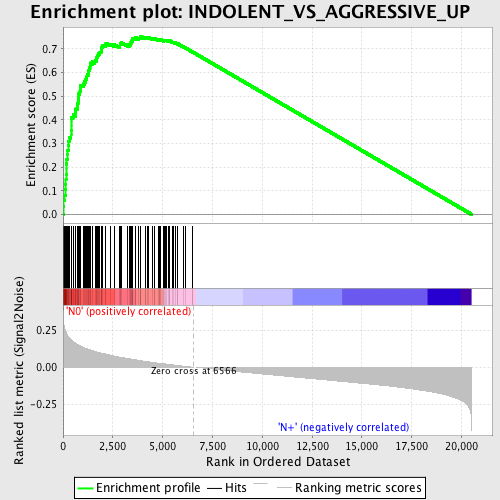 Enrichment plot: INDOLENT_VS_AGGRESSIVE_UP
Enrichment score (ES)
0.7
0.6
0.5
0.4
0.3
0.2
0.1
0.0
'N0' (positively correlated)
Ranked list metric (Signal2Noise)
0.25
0.00
-0.25
Zero cross at 6566
'N+' (negatively correlated)
0
2,500
5,000
7,500
10,000
12,500
15,000
17,500
20,000
Rank in Ordered Dataset
Enrichment profile
Hits
Ranking metric scores